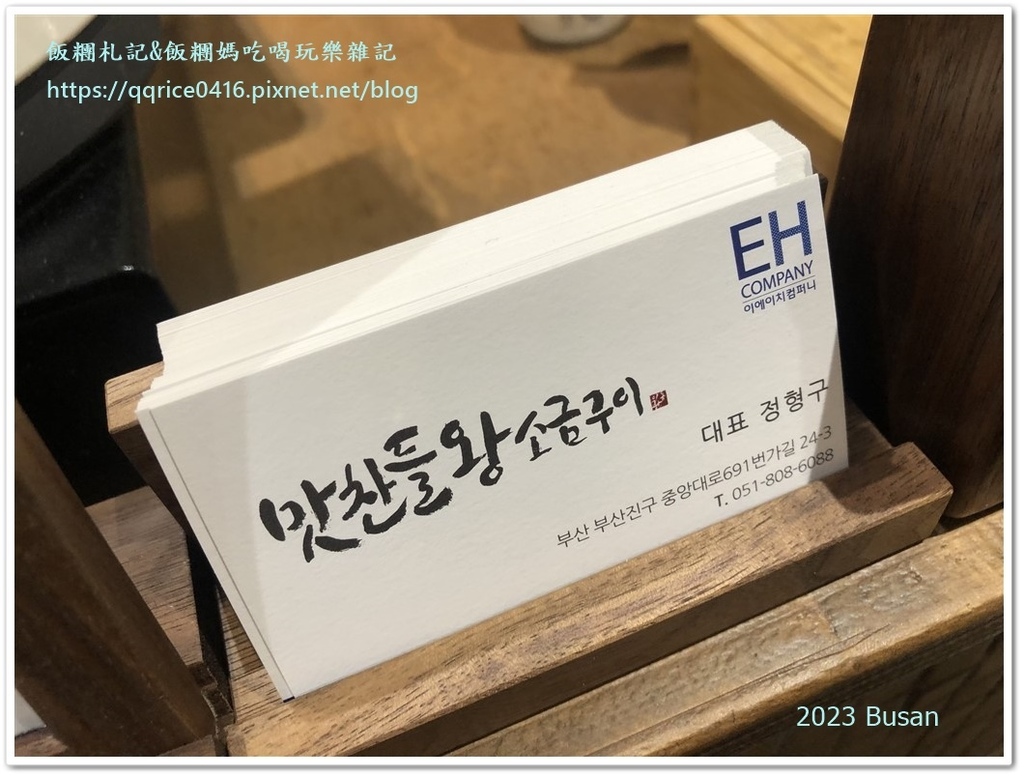 飯糰札記&飯糰媽吃喝玩樂雜記
https://qqrice0416.pixnet.net/blog
EH
COMPANY
이에이치컴퍼니
맛찬들왕소금구이
대표 정형구
부산 부산진구 중앙대로691번가길 24-3
T. 051-808-6088
2023 Busan